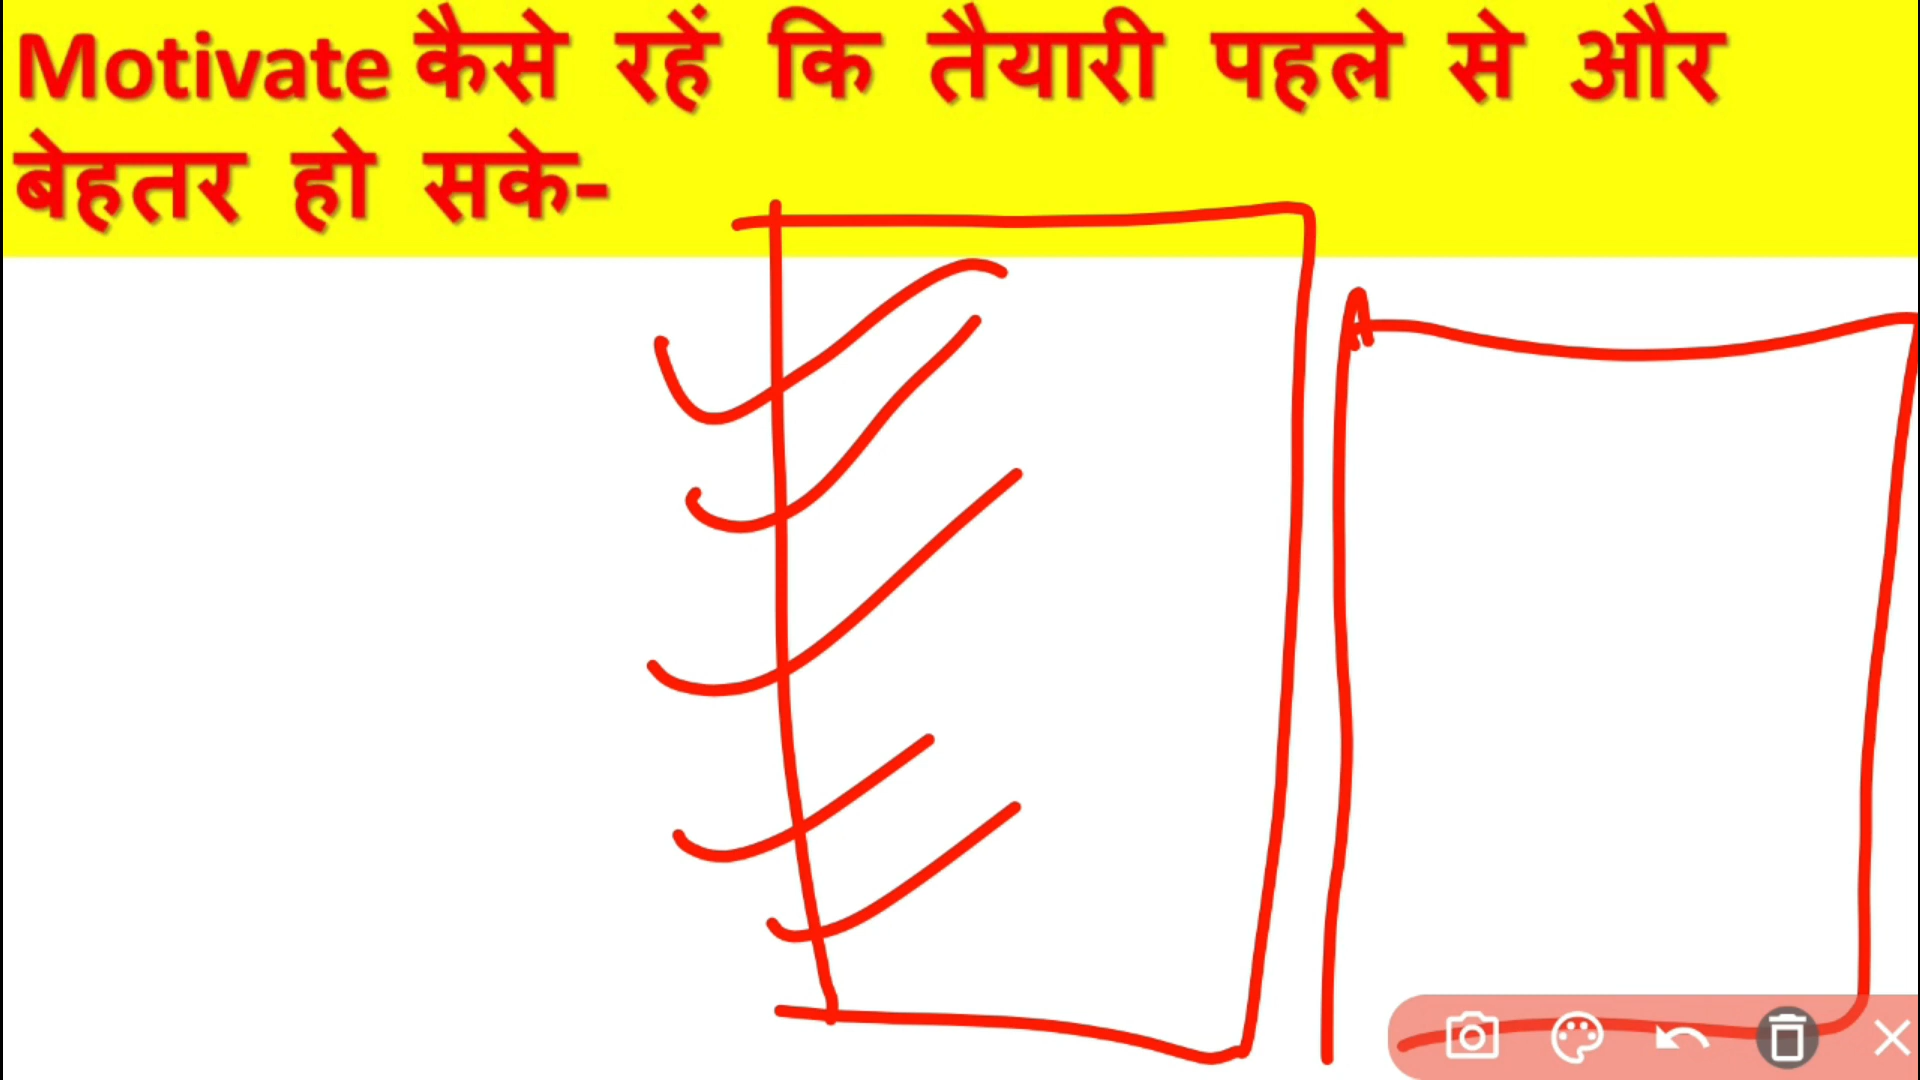 Motivate कैसे रहें कि तैयारी पहले से और
बेहतर हो सके-